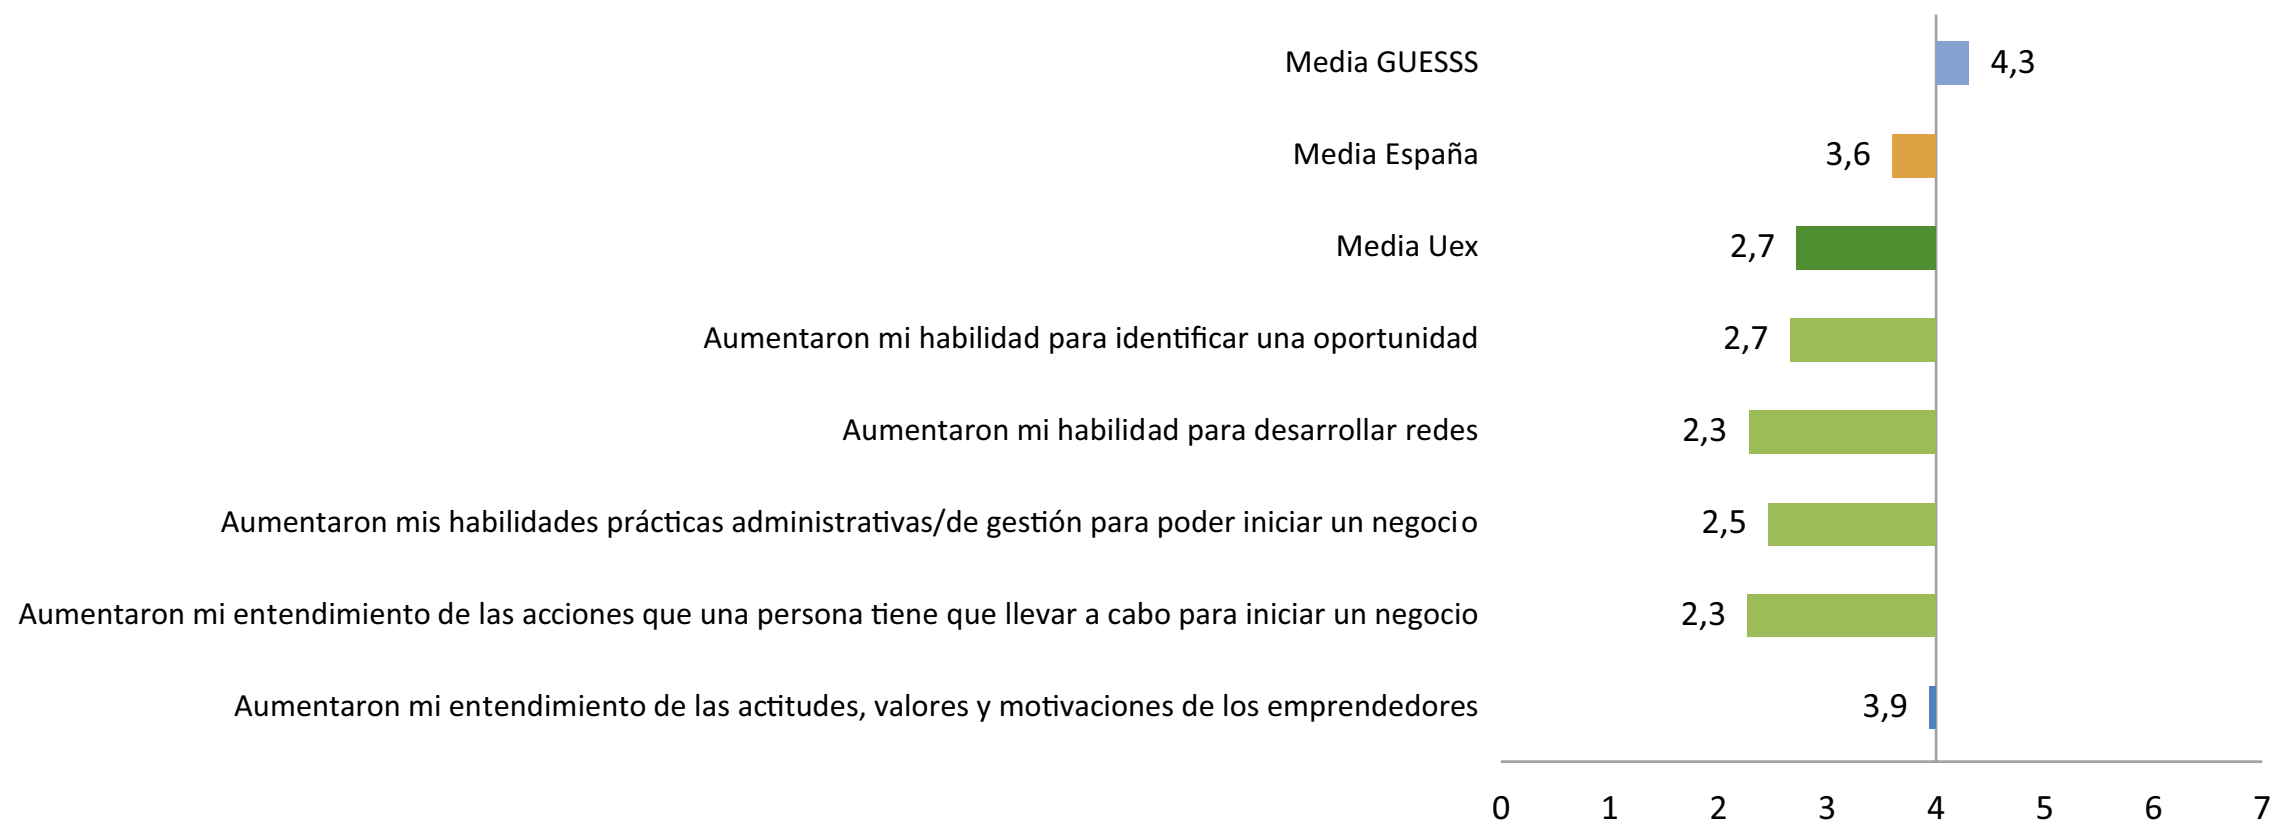 Media GUESSS 4,3
Media España 3,6
Media Uex 2,7
Aumentaron mi habilidad para identificar una oportunidad 2,7
Aumentaron mi habilidad para desarrollar redes 2,3
Aumentaron mis habilidades prácticas administrativas/de gestión para poder iniciar un negocio 2,5
Aumentaron mi entendimiento de las acciones que una persona tiene que llevar a cabo para iniciar un negocio 2,3
Aumentaron mi entendimiento de las actitudes, valores y motivaciones de los emprendedores 3,9
0 1 2 3 4 5 6 7